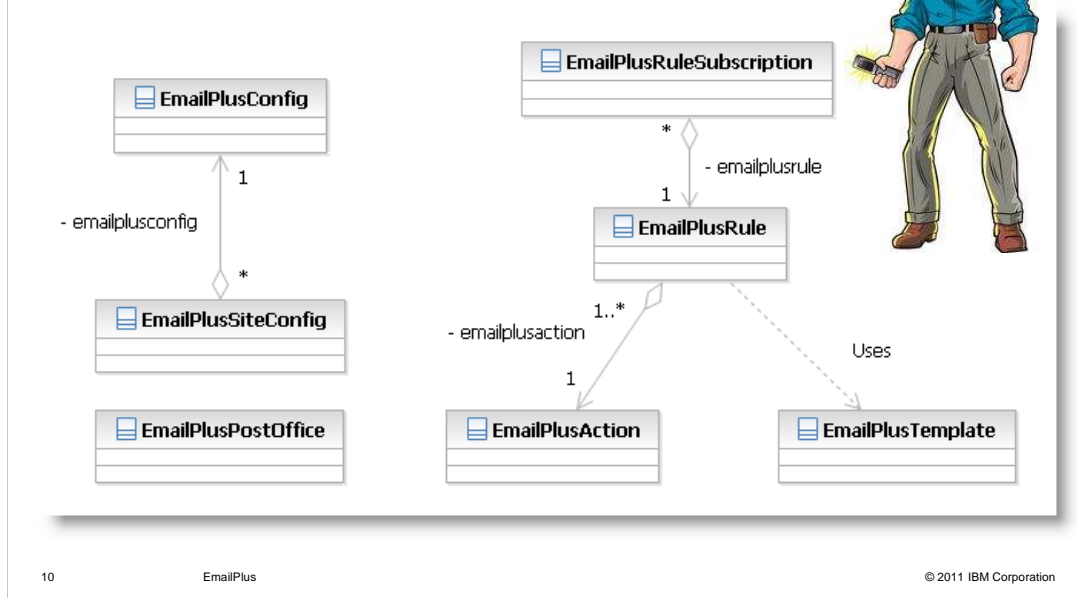 EmailPlusRuleSubscription
EmailPlusConfig
*
1
- emailplusrule
1
- emailplusconfig
EmailPlusRule
*
1..*
EmailPlusSiteConfig
- emailplusaction
Uses
1
EmailPlusPostOffice
EmailPlusAction
EmailPlusTemplate
10 EmailPlus © 2011 IBM Corporation